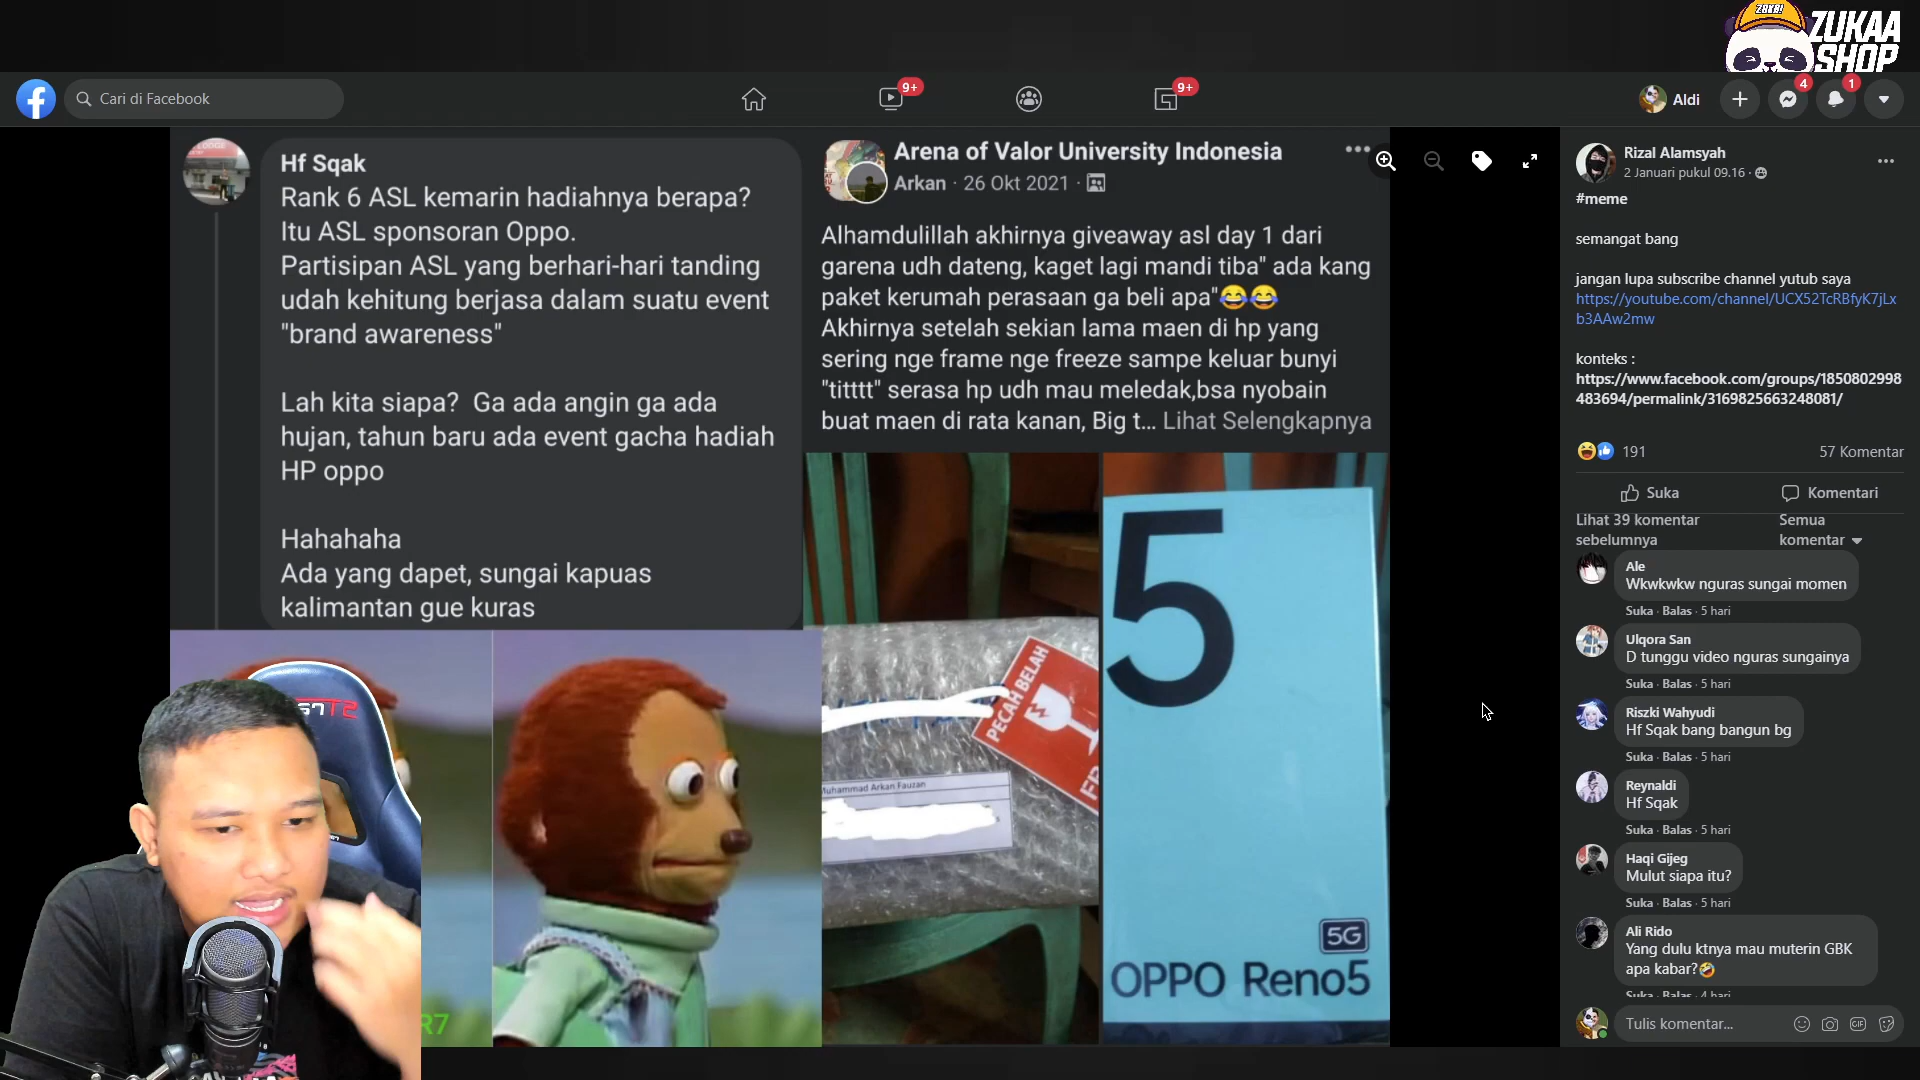 ZBKB!
ZUKAA
SHOP
Cari di Facebook
9+
9+
Aldi
4
1
Hf Sqak
Rank 6 ASL kemarin hadiahnya berapa?
Itu ASL sponsoran Oppo.
Partisipan ASL yang berhari-hari tanding
udah kehitung berjasa dalam suatu event
"brand awareness"
Lah kita siapa?  Ga ada angin ga ada
hujan, tahun baru ada event gacha hadiah
HP oppo
Hahahaha
Ada yang dapet, sungai kapuas
kalimantan gue kuras
Arena of Valor University Indonesia
Arkan · 26 Okt 2021 ·
Alhamdulillah akhirnya giveaway asl day 1 dari
garena udh dateng, kaget lagi mandi tiba" ada kang
paket kerumah perasaan ga beli apa"😂😂
Akhirnya setelah sekian lama maen di hp yang
sering nge frame nge freeze sampe keluar bunyi
"titttt" serasa hp udh mau meledak,bsa nyobain
buat maen di rata kanan, Big t... Lihat Selengkapnya
PECAH BELAH
Muhammad Arkan Fauzan
5
5G
OPPO Reno5
R7
Rizal Alamsyah
2 Januari pukul 09.16 ·
#meme
semangat bang
jangan lupa subscribe channel yutub saya
https://youtube.com/channel/UCX52TcRBfyK7jLx
b3AAw2mw
konteks :
https://www.facebook.com/groups/1850802998
483694/permalink/3169825663248081/
191
57 Komentar
Suka
Komentari
Lihat 39 komentar
sebelumnya
Semua
komentar
Ale
Wkwkwkw nguras sungai momen
Suka · Balas · 5 hari
Ulqora San
D tunggu video nguras sungainya
Suka · Balas · 5 hari
Riszki Wahyudi
Hf Sqak bang bangun bg
Suka · Balas · 5 hari
Reynaldi
Hf Sqak
Suka · Balas · 5 hari
Haqi Gijeg
Mulut siapa itu?
Suka · Balas · 5 hari
Ali Rido
Yang dulu ktnya mau muterin GBK
apa kabar?🤣
Suka · Balas · 4 hari
Tulis komentar...
GIF